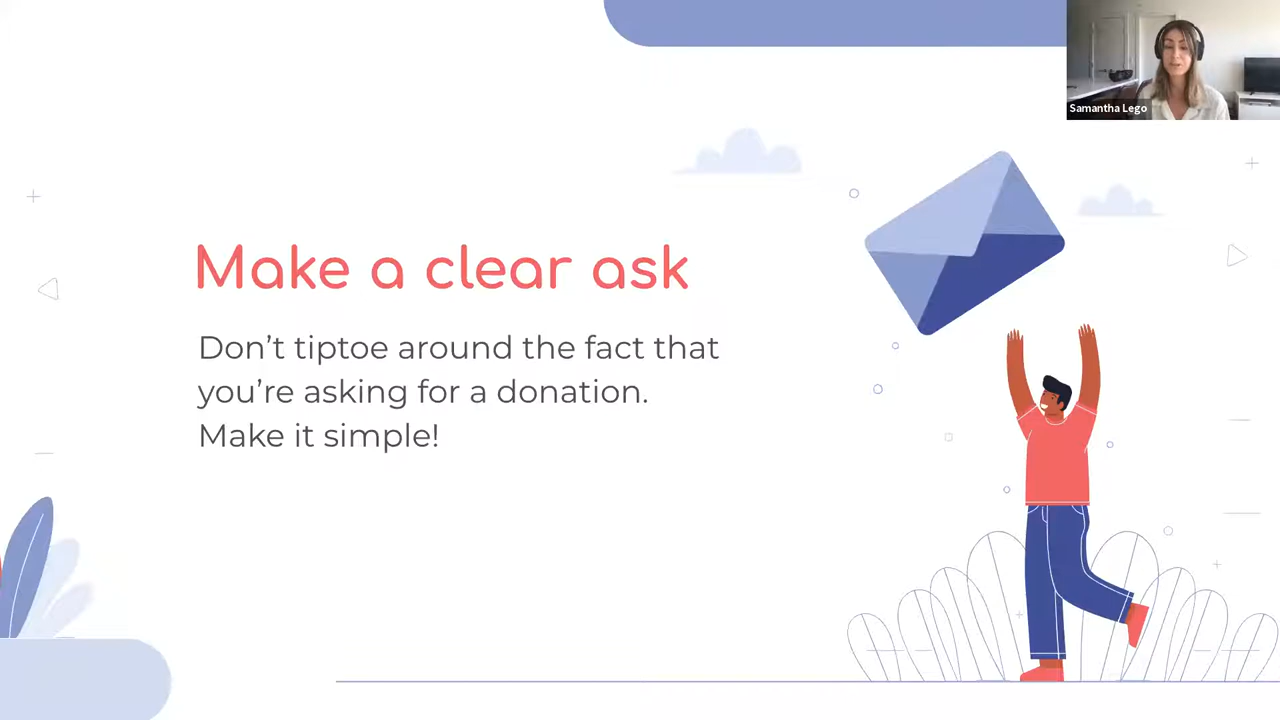 Samantha Lego
Make a clear ask
Don’t tiptoe around the fact that
you’re asking for a donation.
Make it simple!